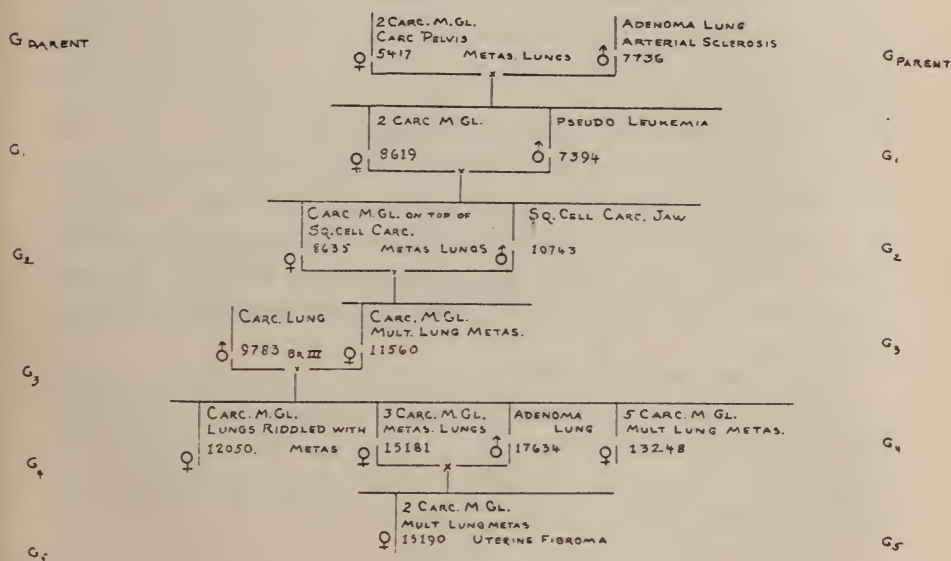 2 CARC. M. GL.
CARC PELVIS
♀ 5417 METAS. LUNGS
ADENOMA LUNG
ARTERIAL SCLEROSIS
♂ 7736
G PARENT
G PARENT
x
2 CARC M GL.
♀ 8619
PSEUDO LEUKEMIA
♂ 7394
G1
G1
x
CARC M. GL. ON TOP OF
SQ. CELL CARC.
♀ 8635 METAS LUNGS
SQ. CELL CARC. JAW
♂ 10743
G2
G2
CARC. LUNG
♂ 9783 BR III
CARC. M. GL.
MULT. LUNG METAS.
♀ 11560
G3
G3
x
CARC. M. GL.
LUNGS RIDDLED WITH
♀ 12050. METAS
3 CARC. M. GL.
METAS. LUNGS
♀ 15181
ADENOMA
LUNG
♂ 17634
5 CARC M GL.
MULT LUNG METAS.
♀ 13248
G4
G4
x
2 CARC. M. GL.
MULT LUNG METAS
♀ 15190 UTERINE FIBROMA
G5
G5